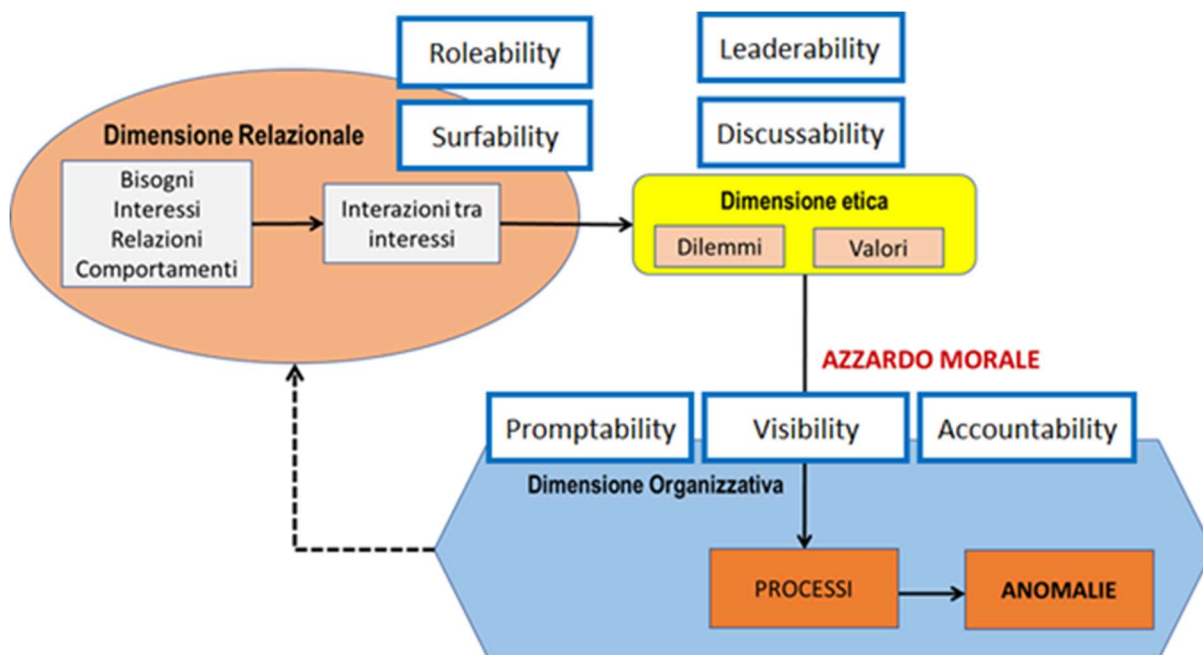 Roleability
Leaderability
Dimensione Relazionale
Surfability
Discussability
Bisogni
Interessi
Relazioni
Comportamenti
Interazioni tra
interessi
Dimensione etica
Dilemmi
Valori
AZZARDO MORALE
Promptability
Visibility
Accountability
Dimensione Organizzativa
PROCESSI
ANOMALIE